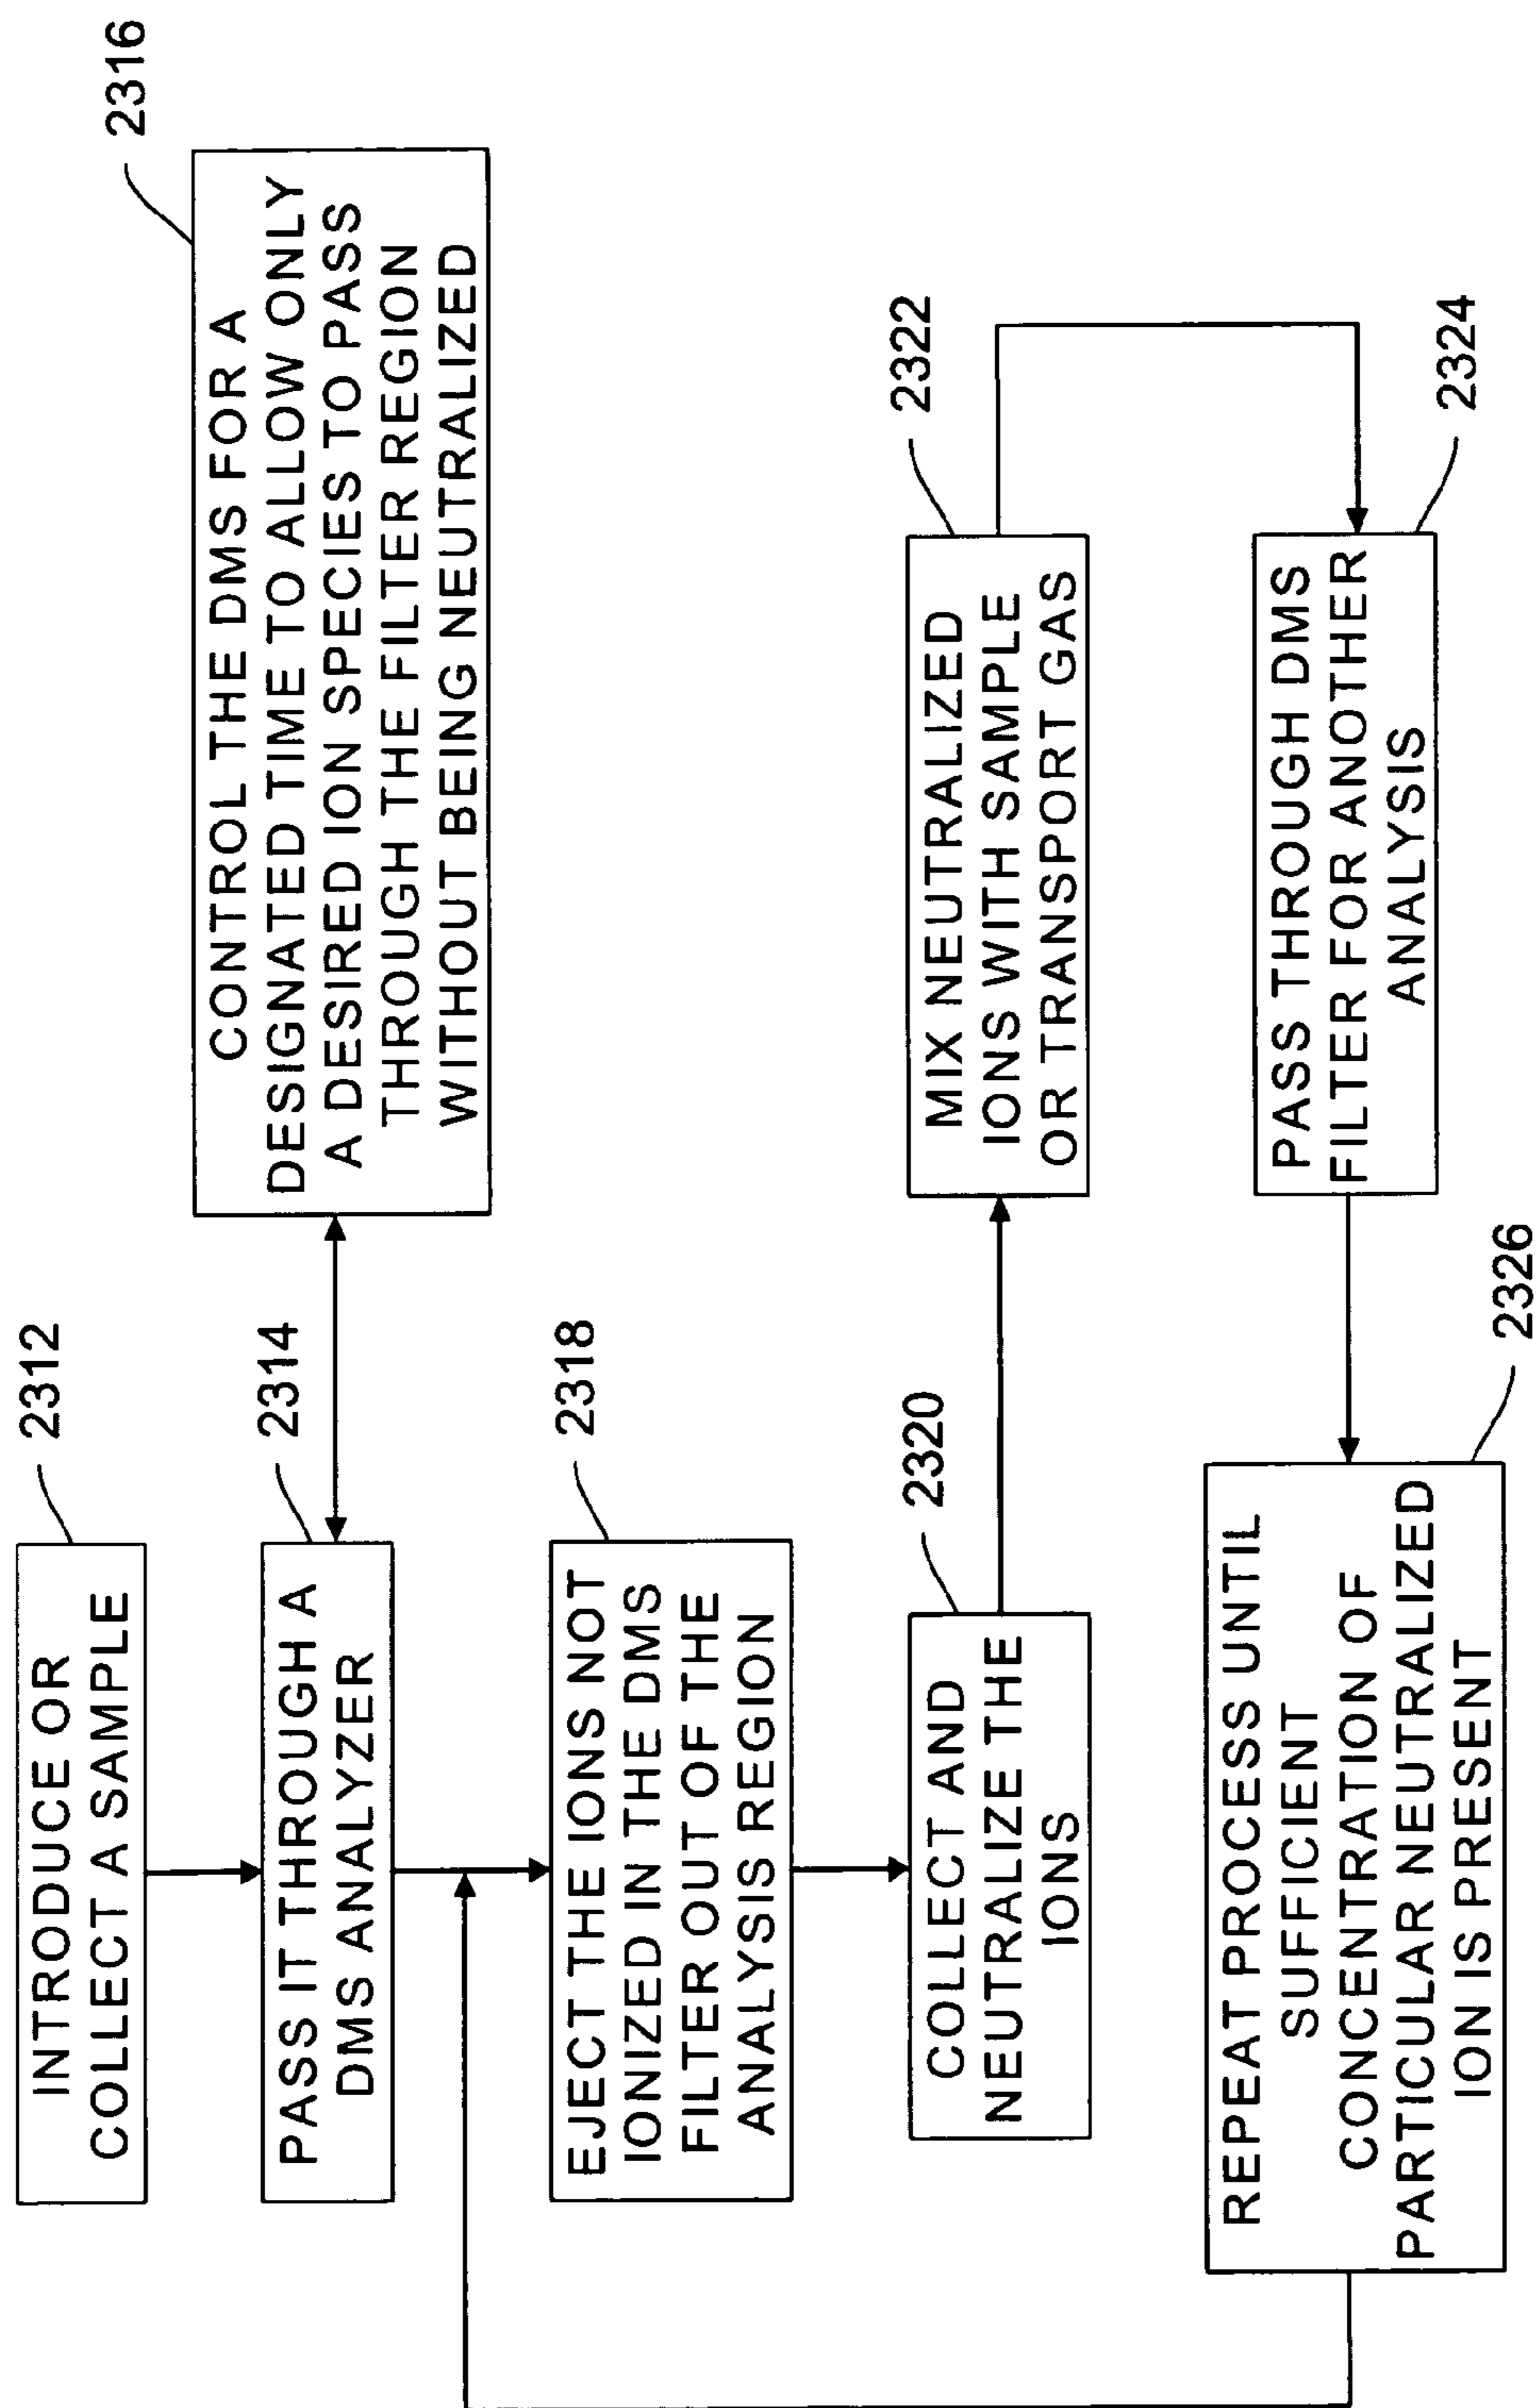 2312
INTRODUCE OR
COLLECT A SAMPLE
2314
PASS IT THROUGH A
DMS ANALYZER
2316
CONTROL THE DMS FOR A
DESIGNATED TIME TO ALLOW ONLY
A DESIRED ION SPECIES TO PASS
THROUGH THE FILTER REGION
WITHOUT BEING NEUTRALIZED
2318
EJECT THE IONS NOT
IONIZED IN THE DMS
FILTER OUT OF THE
ANALYSIS REGION
2320
COLLECT AND
NEUTRALIZE THE
IONS
2322
MIX NEUTRALIZED
IONS WITH SAMPLE
OR TRANSPORT GAS
2324
PASS THROUGH DMS
FILTER FOR ANOTHER
ANALYSIS
2326
REPEAT PROCESS UNTIL
SUFFICIENT
CONCENTRATION OF
PARTICULAR NEUTRALIZED
ION IS PRESENT